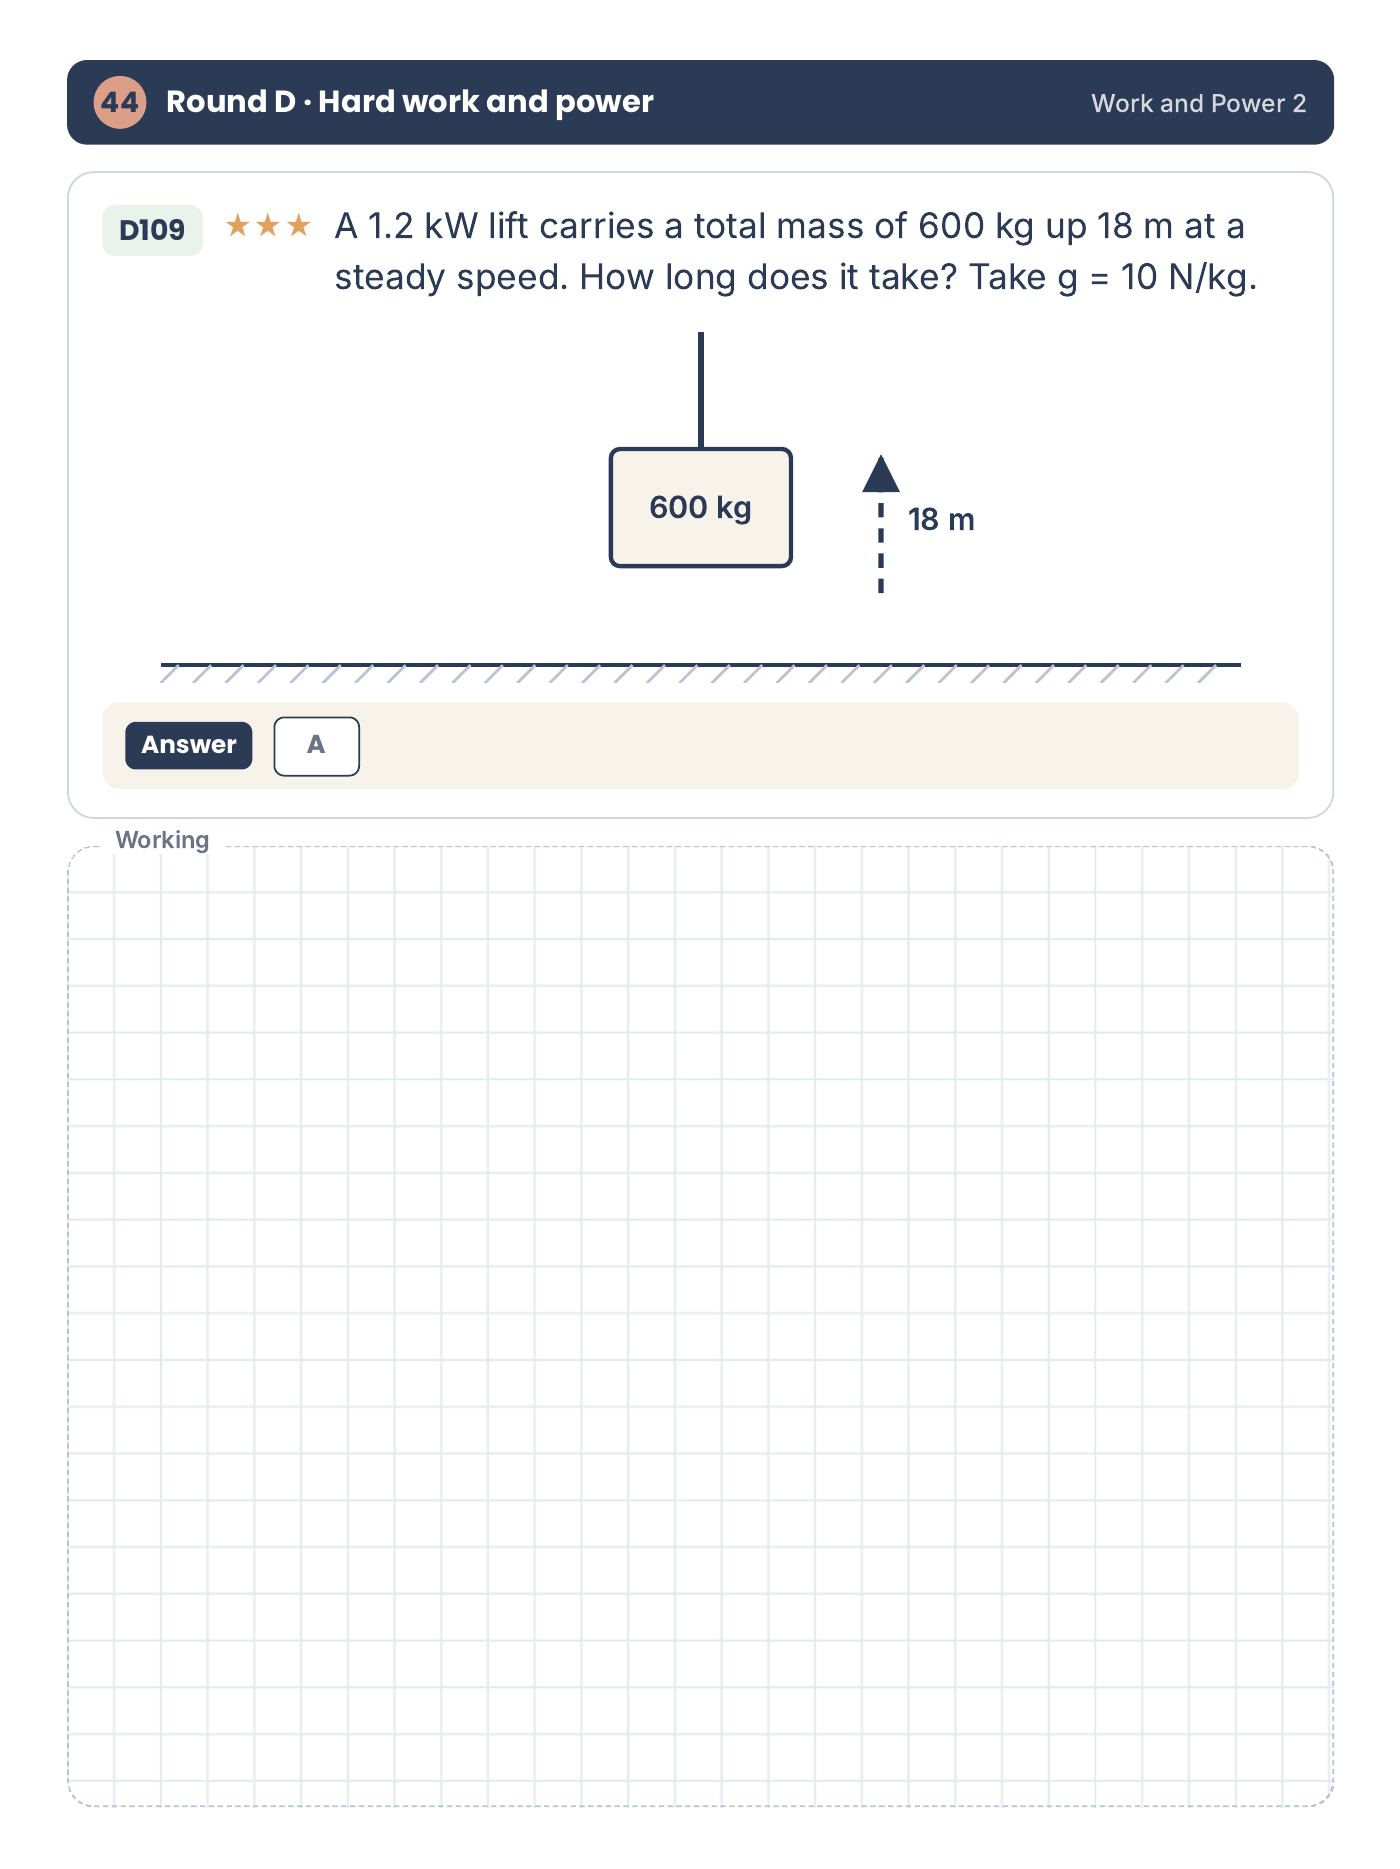 44 Round D · Hard work and power Work and Power 2
D109 ★★★ A 1.2 kW lift carries a total mass of 600 kg up 18 m at a
steady speed. How long does it take? Take g = 10 N/kg.
600 kg
18 m
Answer A
Working